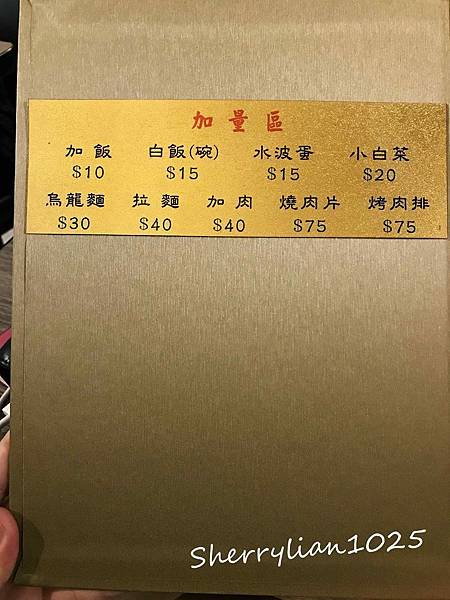 加量區
加飯 白飯(碗) 水波蛋 小白菜
$10 $15 $15 $20
烏龍麵 拉麵 加肉 燒肉片 烤肉排
$30 $40 $40 $75 $75
Sherrylian1025